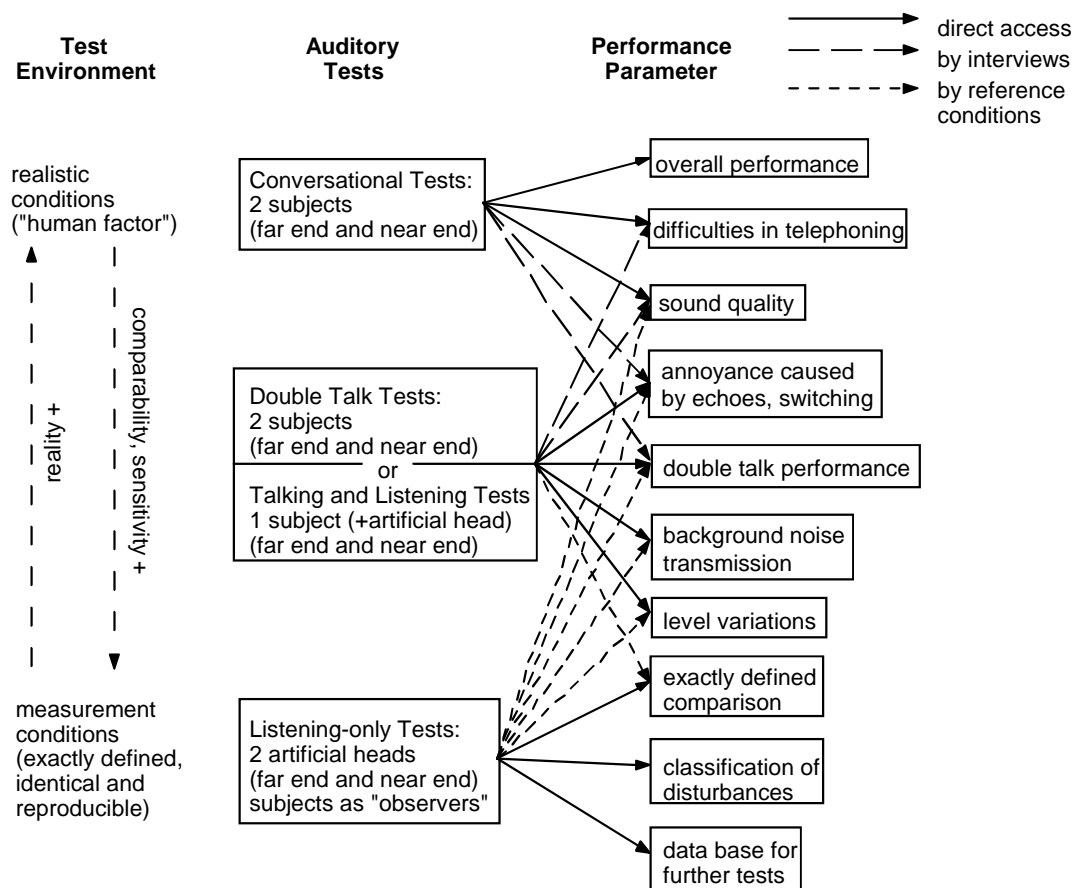 Test
Environment
Auditory
Tests
Performance
Parameter
direct access
by interviews
by reference
conditions
realistic
conditions
("human factor")
reality +
comparability, sensitivity +
measurement
conditions
(exactly defined,
identical and
reproducible)
Conversational Tests:
2 subjects
(far end and near end)
Double Talk Tests:
2 subjects
(far end and near end)
or
Talking and Listening Tests
1 subject (+artificial head)
(far end and near end)
Listening-only Tests:
2 artificial heads
(far end and near end)
subjects as "observers"
overall performance
difficulties in telephoning
sound quality
annoyance caused
by echoes, switching
double talk performance
background noise
transmission
level variations
exactly defined
comparison
classification of
disturbances
data base for
further tests